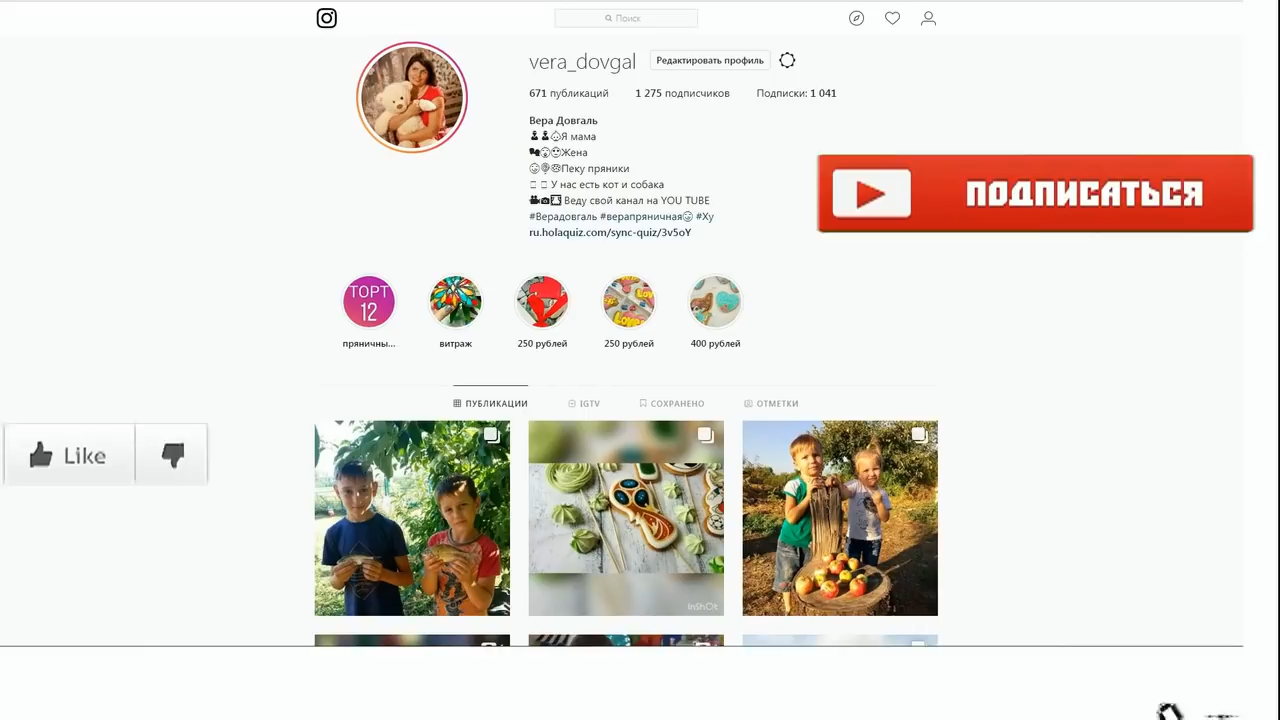 Поиск
vera_dovgal Редактировать профиль
671 публикаций 1 275 подписчиков Подписки: 1 041
Вера Довгаль
Я мама
Жена
Пеку пряники
У нас есть кот и собака
Веду свой канал на YOU TUBE
#Верадовгаль #верапряничная #Ху
ru.holaquiz.com/sync-quiz/3v5oY
ПОДПИСАТЬСЯ
ТОРТ
12
пряничны... витраж 250 рублей 250 рублей 400 рублей
ПУБЛИКАЦИИ IGTV СОХРАНЕНО ОТМЕТКИ
Like
InShOt